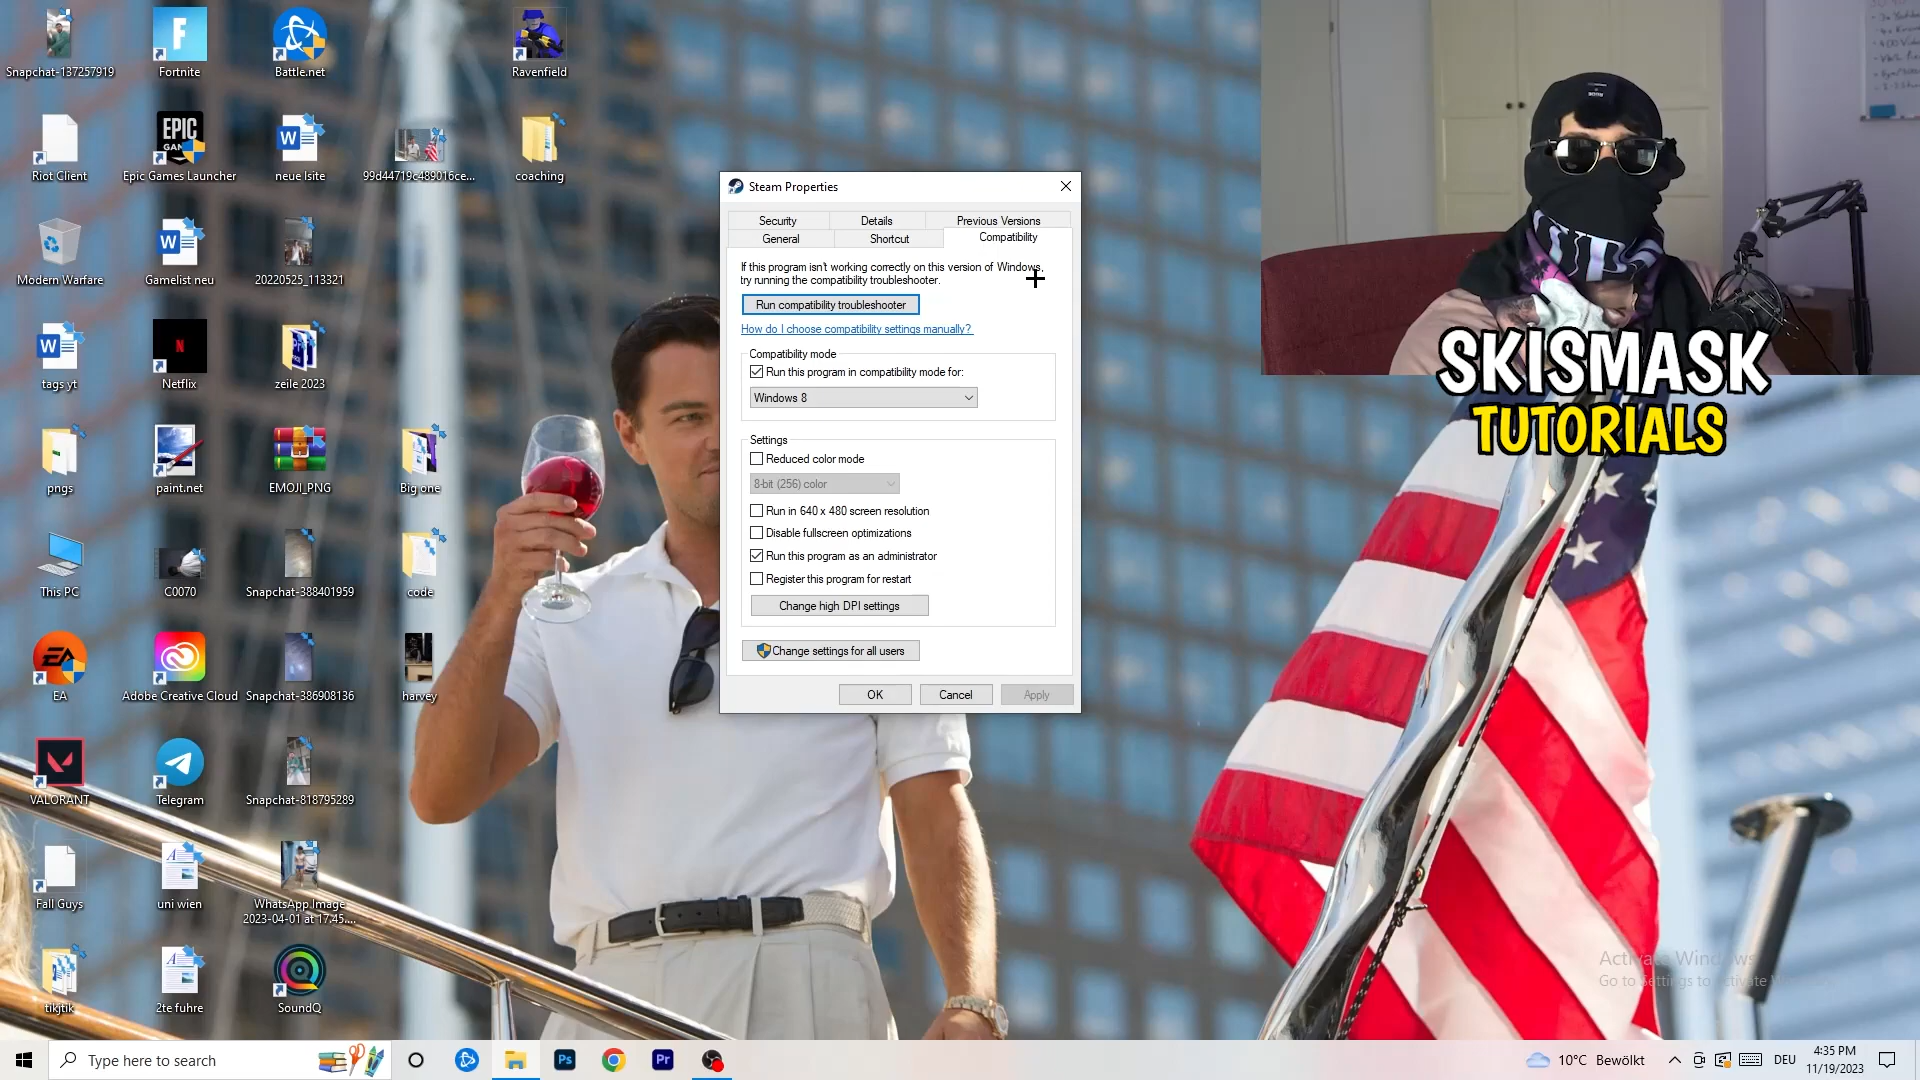 Snapchat-137257919
Fortnite
Battle.net
Ravenfield
Riot Client
EPIC
Epic Games Launcher
neue lsite
99d44719c489016ce...
coaching
Modern Warfare
Gamelist neu
20220525_113321
tags yt
Netflix
zeile 2023
pngs
paint.net
EMOJI_PNG
Big one
This PC
C0070
Snapchat-388401959
code
EA
Adobe Creative Cloud
Snapchat-386908136
harvey
VALORANT
Telegram
Snapchat-818795289
Fall Guys
uni wien
WhatsApp Image
2023-04-01 at 17.45....
tikjtik
2te fuhre
SoundQ
Steam Properties
Security
Details
Previous Versions
General
Shortcut
Compatibility
If this program isn't working correctly on this version of Windows,
try running the compatibility troubleshooter.
Run compatibility troubleshooter
How do I choose compatibility settings manually?
Compatibility mode
Run this program in compatibility mode for:
Windows 8
Settings
Reduced color mode
8-bit (256) color
Run in 640 x 480 screen resolution
Disable fullscreen optimizations
Run this program as an administrator
Register this program for restart
Change high DPI settings
Change settings for all users
OK
Cancel
Apply
SKISMASK
TUTORIALS
Activate Windows
Go to Settings to activate
Type here to search
Ps
Pr
10°C Bewölkt
DEU
4:35 PM
11/19/2023